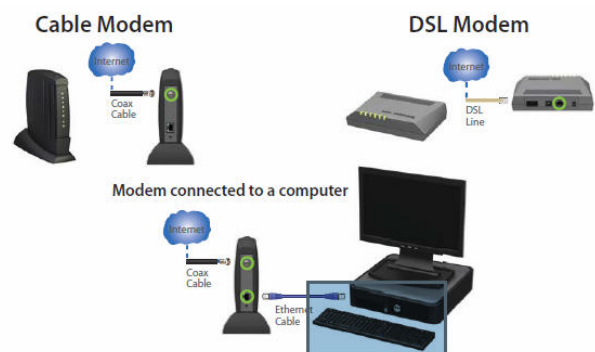 Cable Modem
Internet
Coax
Cable
DSL Modem
Internet
DSL
Line
Modem connected to a computer
Internet
Coax
Cable
Ethernet
Cable